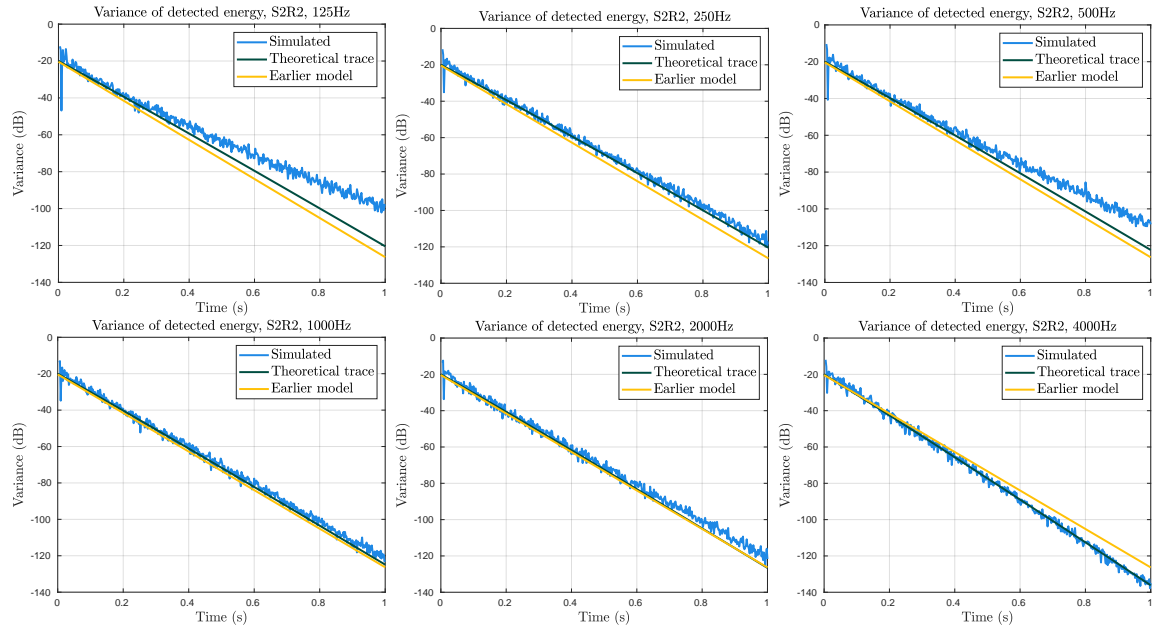 Variance of detected energy, S2R2, 125Hz
0
-20
-40
-60
-80
-100
-120
-140
Variance (dB)
Simulated
Theoretical trace
Earlier model
0
0.2
0.4
0.6
0.8
1
Time (s)
Variance of detected energy, S2R2, 250Hz
0
-20
-40
-60
-80
-100
-120
-140
Variance (dB)
Simulated
Theoretical trace
Earlier model
0
0.2
0.4
0.6
0.8
1
Time (s)
Variance of detected energy, S2R2, 500Hz
0
-20
-40
-60
-80
-100
-120
-140
Variance (dB)
Simulated
Theoretical trace
Earlier model
0
0.2
0.4
0.6
0.8
1
Time (s)
Variance of detected energy, S2R2, 1000Hz
0
-20
-40
-60
-80
-100
-120
-140
Variance (dB)
Simulated
Theoretical trace
Earlier model
0
0.2
0.4
0.6
0.8
1
Time (s)
Variance of detected energy, S2R2, 2000Hz
0
-20
-40
-60
-80
-100
-120
-140
Variance (dB)
Simulated
Theoretical trace
Earlier model
0
0.2
0.4
0.6
0.8
1
Time (s)
Variance of detected energy, S2R2, 4000Hz
0
-20
-40
-60
-80
-100
-120
-140
Variance (dB)
Simulated
Theoretical trace
Earlier model
0
0.2
0.4
0.6
0.8
1
Time (s)